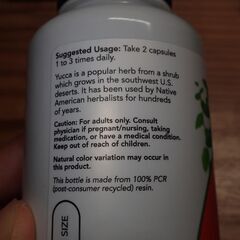 Suggested Usage: Take 2 capsules
1 to 3 times daily.
Yucca is a popular herb from a shrub
which grows in the southwest U.S.
deserts. It has been used by Native
American herbalists for hundreds
of years.
Caution: For adults only. Consult
physician if pregnant/nursing, taking
medication, or have a medical condition.
Keep out of reach of children.
Natural color variation may occur in
this product.
This bottle is made from 100% PCR
(post-consumer recycled) resin.
SIZE